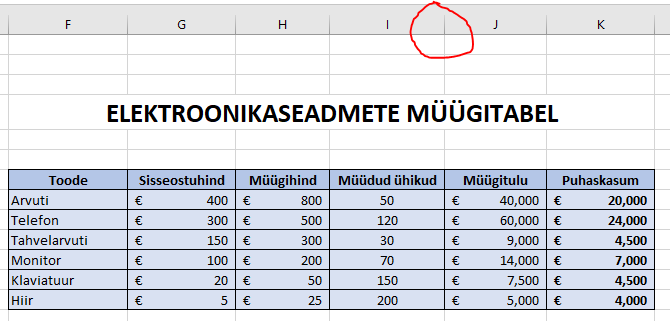 F G H I J K
ELEKTROONIKASEADMETE MÜÜGITABEL
Toode Sisseostuhind Müügihind Müüdud ühikud Müügitulu Puhaskasum
Arvuti € 400 € 800 50 € 40,000 € 20,000
Telefon € 300 € 500 120 € 60,000 € 24,000
Tahvelarvuti € 150 € 300 30 € 9,000 € 4,500
Monitor € 100 € 200 70 € 14,000 € 7,000
Klaviatuur € 20 € 50 150 € 7,500 € 4,500
Hiir € 5 € 25 200 € 5,000 € 4,000